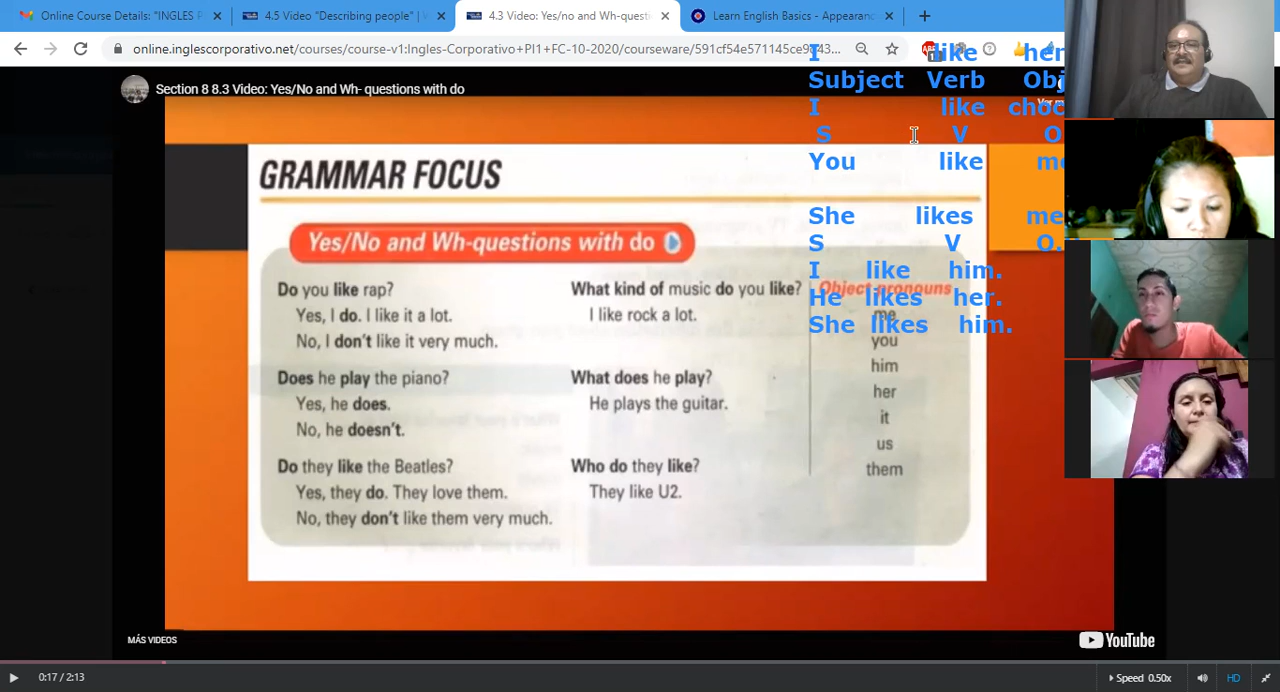 Online Course Details: "INGLES P
4.5 Video "Describing people" |
4.3 Video: Yes/no and Wh-quest
Learn English Basics - Appearanc
online.inglescorporativo.net/courses/course-v1:Ingles-Corporativo+PI1+FC-10-2020/courseware/591cf54e571145ce9
ABP
Section 8 8.3 Video: Yes/No and Wh- questions with do
I like her
Subject Verb Obj
I like choc
S V O
You like me
She likes me
S V O.
I like him.
He likes her.
She likes him.
GRAMMAR FOCUS
Yes/No and Wh-questions with do
Do you like rap?
Yes, I do. I like it a lot.
No, I don't like it very much.
Does he play the piano?
Yes, he does.
No, he doesn't.
Do they like the Beatles?
Yes, they do. They love them.
No, they don't like them very much.
What kind of music do you like?
I like rock a lot.
What does he play?
He plays the guitar.
Who do they like?
They like U2.
Object pronouns
me
you
him
her
it
us
them
MÁS VIDEOS
YouTube
0:17 / 2:13
Speed 0.50x
HD